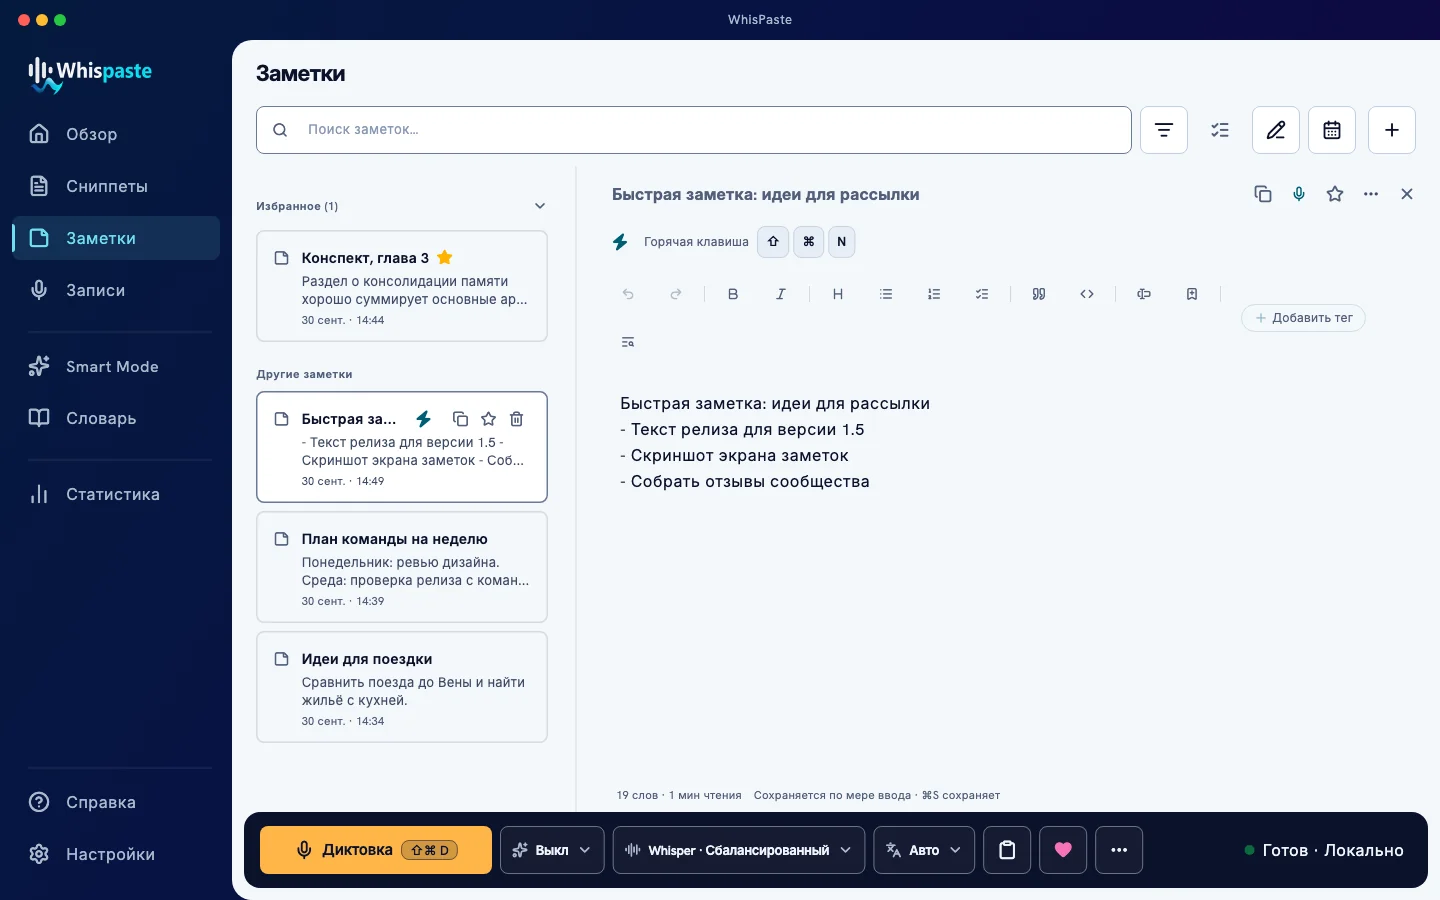 WhisPaste
Whispaste
Обзор
Сниппеты
Заметки
Записи
Smart Mode
Словарь
Статистика
Справка
Настройки
Заметки
Поиск заметок...
Избранное (1)
Конспект, глава 3
Раздел о консолидации памяти
хорошо суммирует основные ар...
30 сент. · 14:44
Другие заметки
Быстрая за...
- Текст релиза для версии 1.5 -
Скриншот экрана заметок - Соб...
30 сент. · 14:49
План команды на неделю
Понедельник: ревью дизайна.
Среда: проверка релиза с коман...
30 сент. · 14:39
Идеи для поездки
Сравнить поезда до Вены и найти
жильё с кухней.
30 сент. · 14:34
Быстрая заметка: идеи для рассылки
Горячая клавиша ⇧ ⌘ N
B I H
Добавить тег
Быстрая заметка: идеи для рассылки
- Текст релиза для версии 1.5
- Скриншот экрана заметок
- Собрать отзывы сообщества
19 слов · 1 мин чтения Сохраняется по мере ввода · ⌘S сохраняет
Диктовка ⇧⌘D
Выкл
Whisper · Сбалансированный
Авто
Готов · Локально